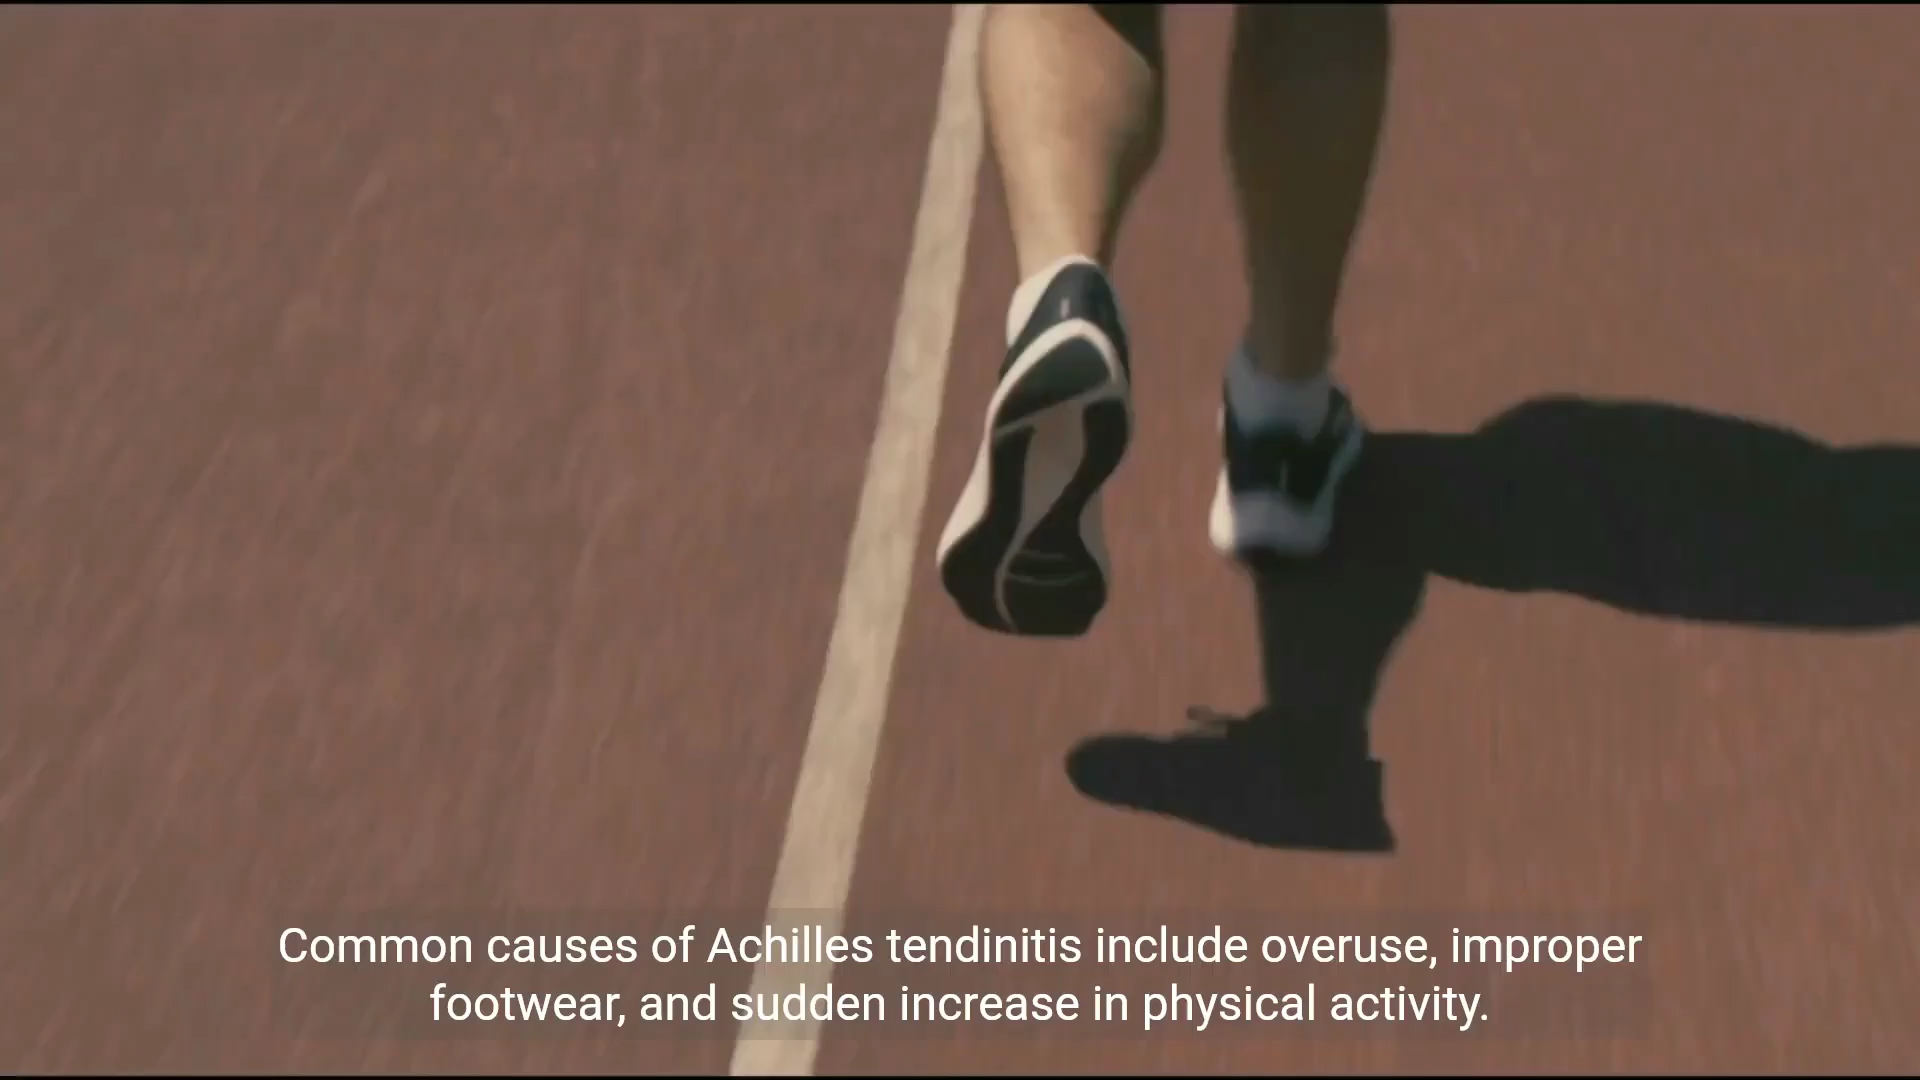 Common causes of Achilles tendinitis include overuse, improper
footwear, and sudden increase in physical activity.